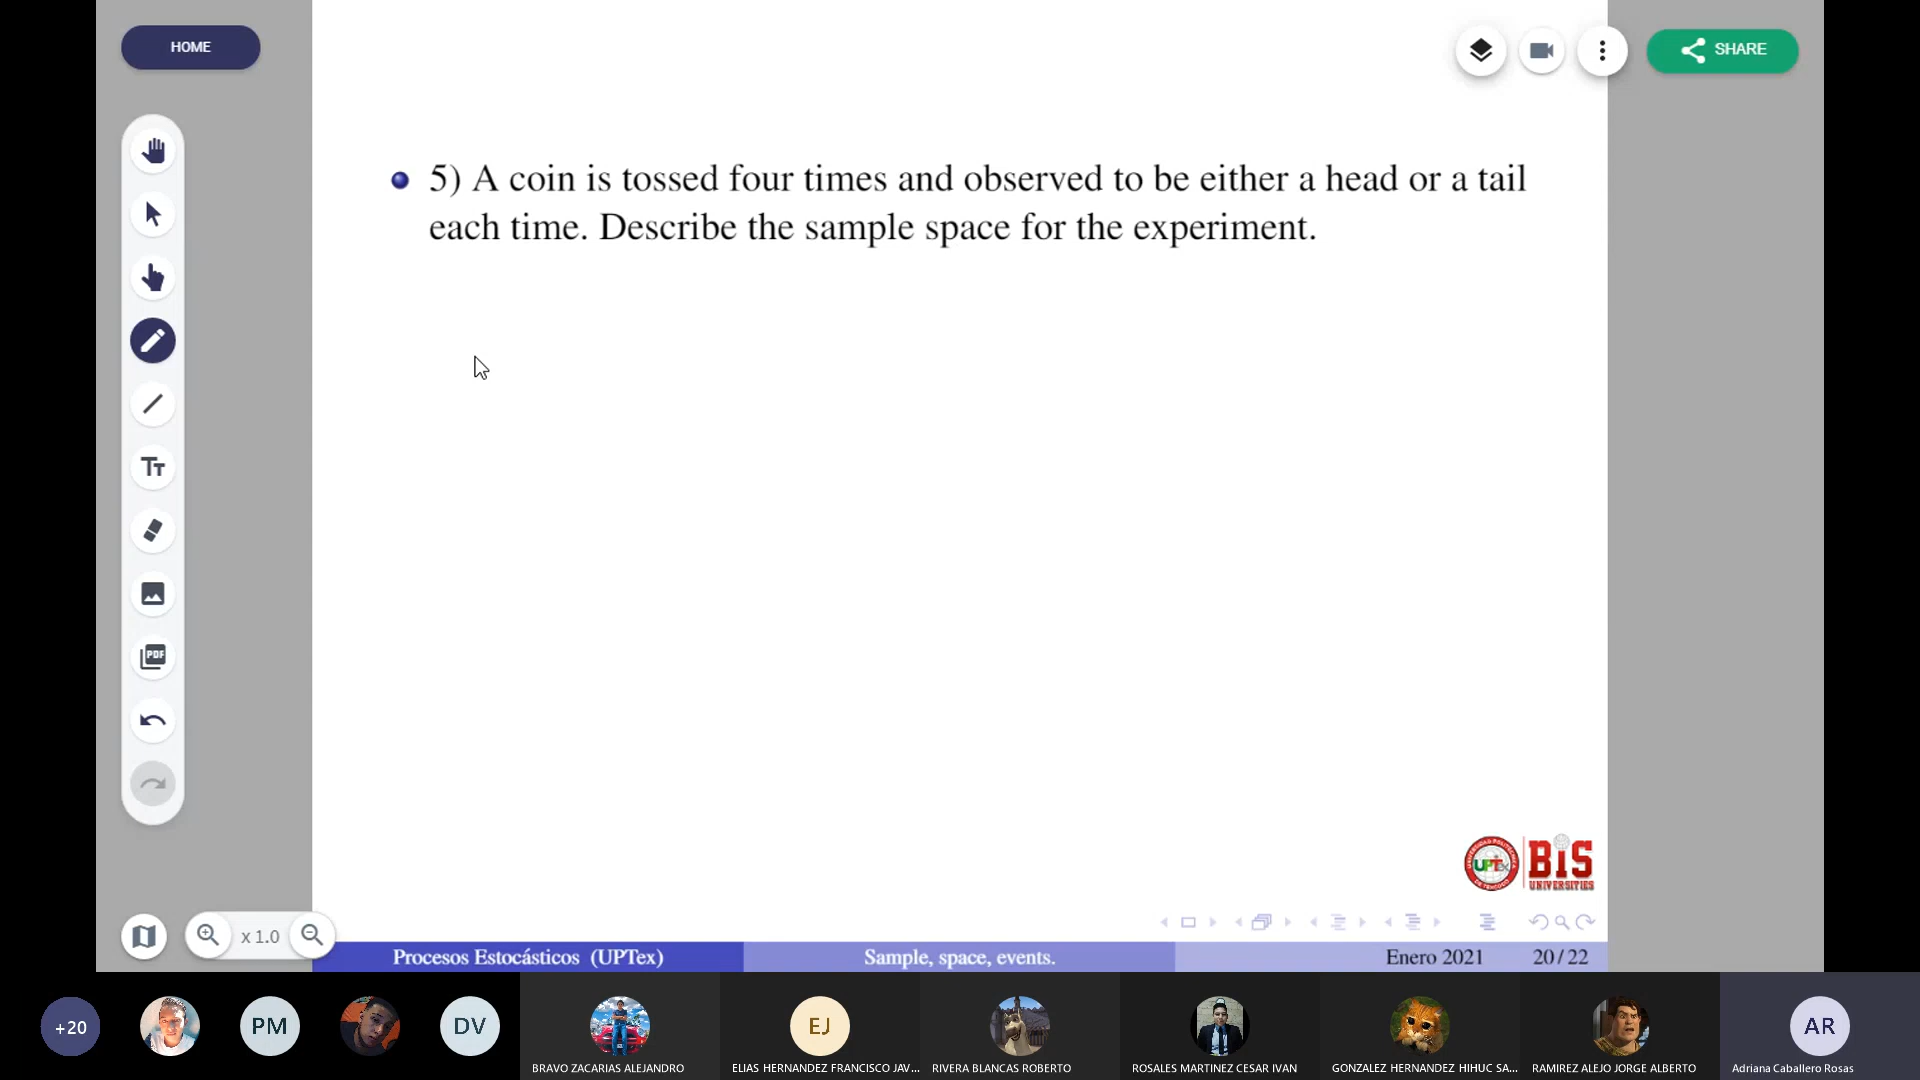 HOME
SHARE
5) A coin is tossed four times and observed to be either a head or a tail
each time. Describe the sample space for the experiment.
TT
PDF
x 1.0
UPTex
BIS
UNIVERSITIES
Procesos Estocásticos (UPTex)
Sample, space, events.
Enero 2021
20 / 22
+20
PM
DV
EJ
AR
BRAVO ZACARIAS ALEJANDRO
ELIAS HERNANDEZ FRANCISCO JAV...
RIVERA BLANCAS ROBERTO
ROSALES MARTINEZ CESAR IVAN
GONZALEZ HERNANDEZ HIHUC SA...
RAMIREZ ALEJO JORGE ALBERTO
Adriana Caballero Rosas